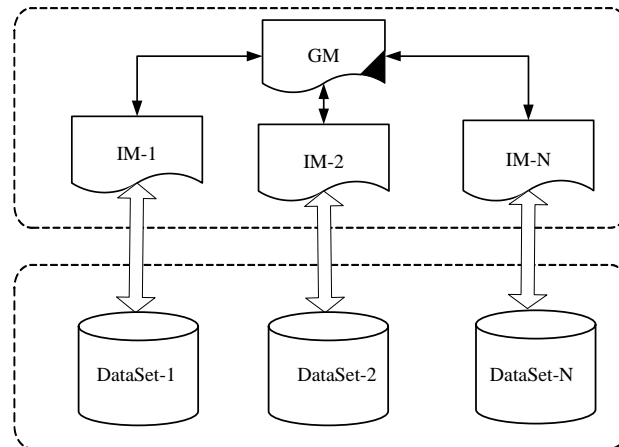 GM
IM-1
IM-2
IM-N
DataSet-1
DataSet-2
DataSet-N